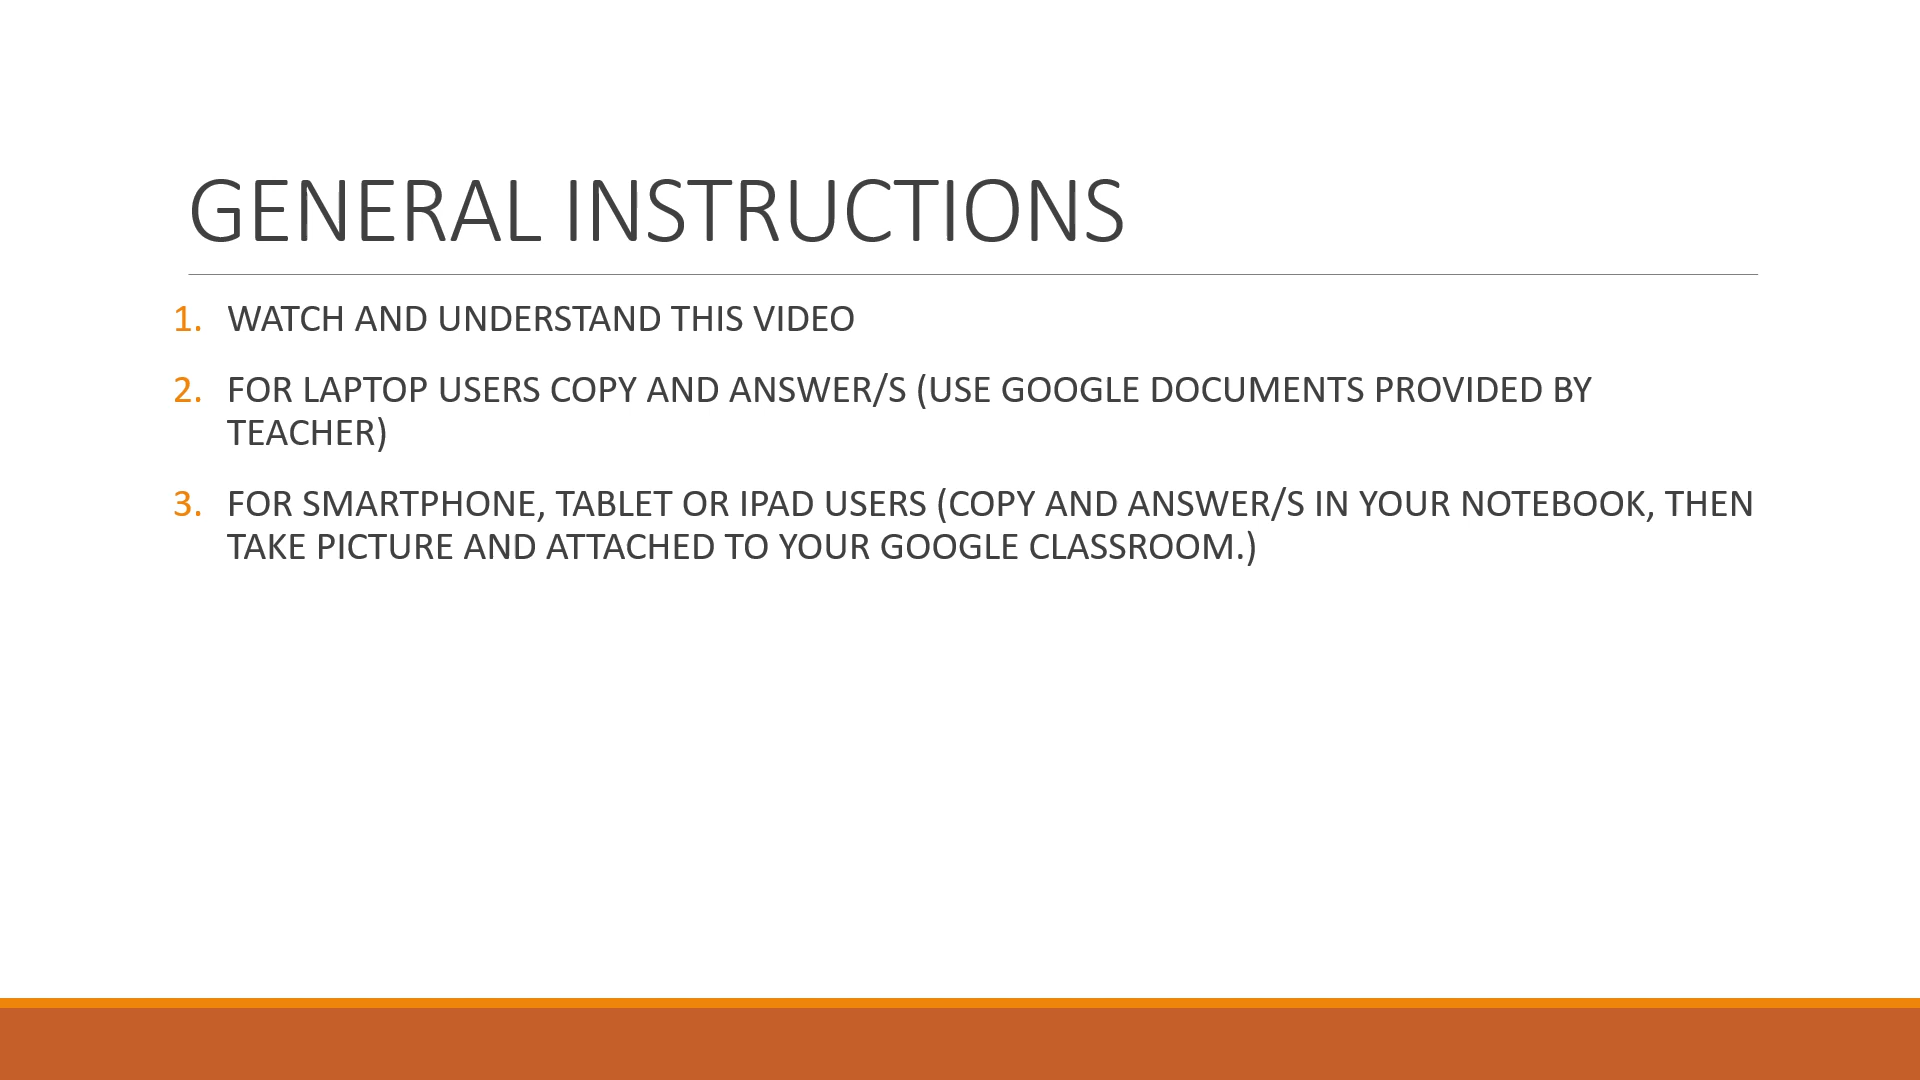 GENERAL INSTRUCTIONS
1. WATCH AND UNDERSTAND THIS VIDEO
2. FOR LAPTOP USERS COPY AND ANSWER/S (USE GOOGLE DOCUMENTS PROVIDED BY
TEACHER)
3. FOR SMARTPHONE, TABLET OR IPAD USERS (COPY AND ANSWER/S IN YOUR NOTEBOOK, THEN
TAKE PICTURE AND ATTACHED TO YOUR GOOGLE CLASSROOM.)